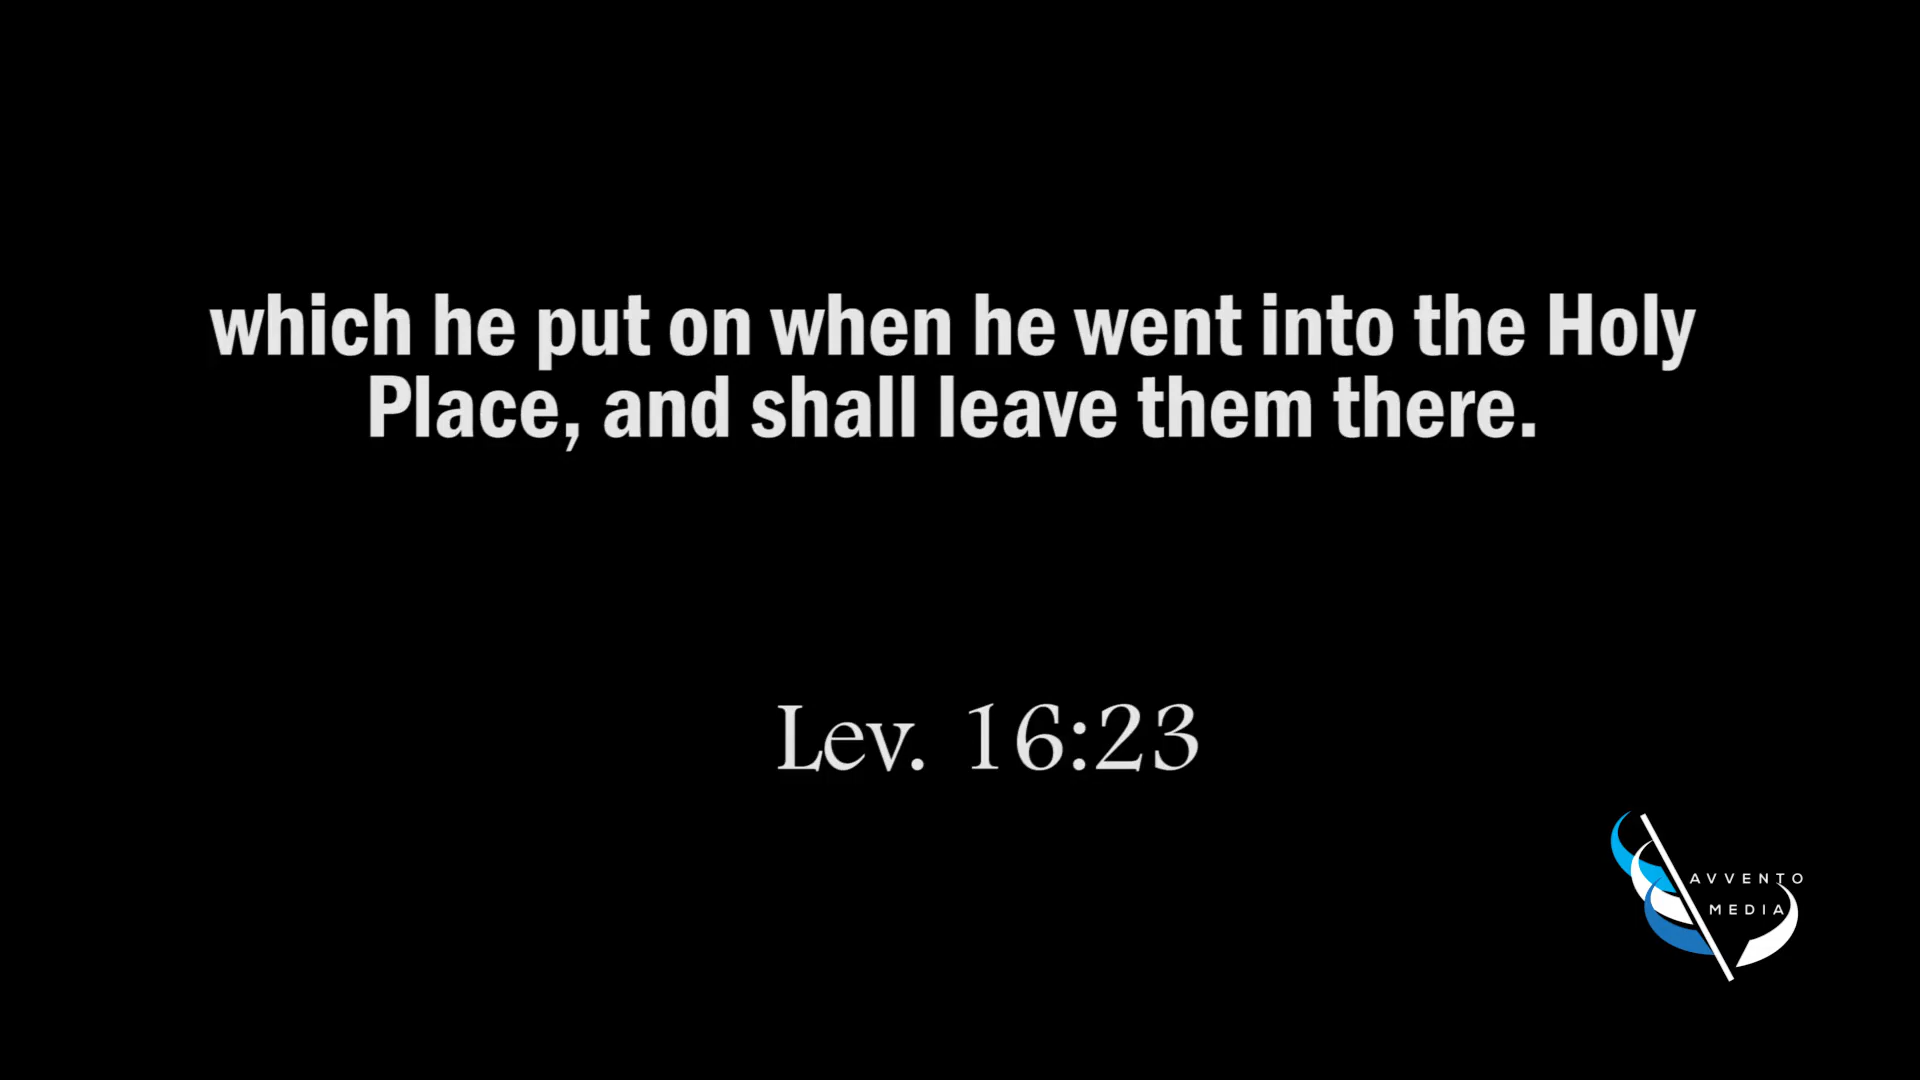 which he put on when he went into the Holy
Place, and shall leave them there.
Lev. 16:23
AVVENTO
MEDIA